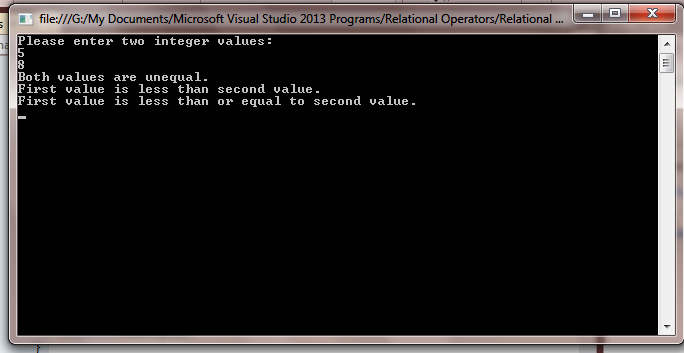 file:///G:/My Documents/Microsoft Visual Studio 2013 Programs/Relational Operators/Relational ...
Please enter two integer values:
5
8
Both values are unequal.
First value is less than second value.
First value is less than or equal to second value.
}